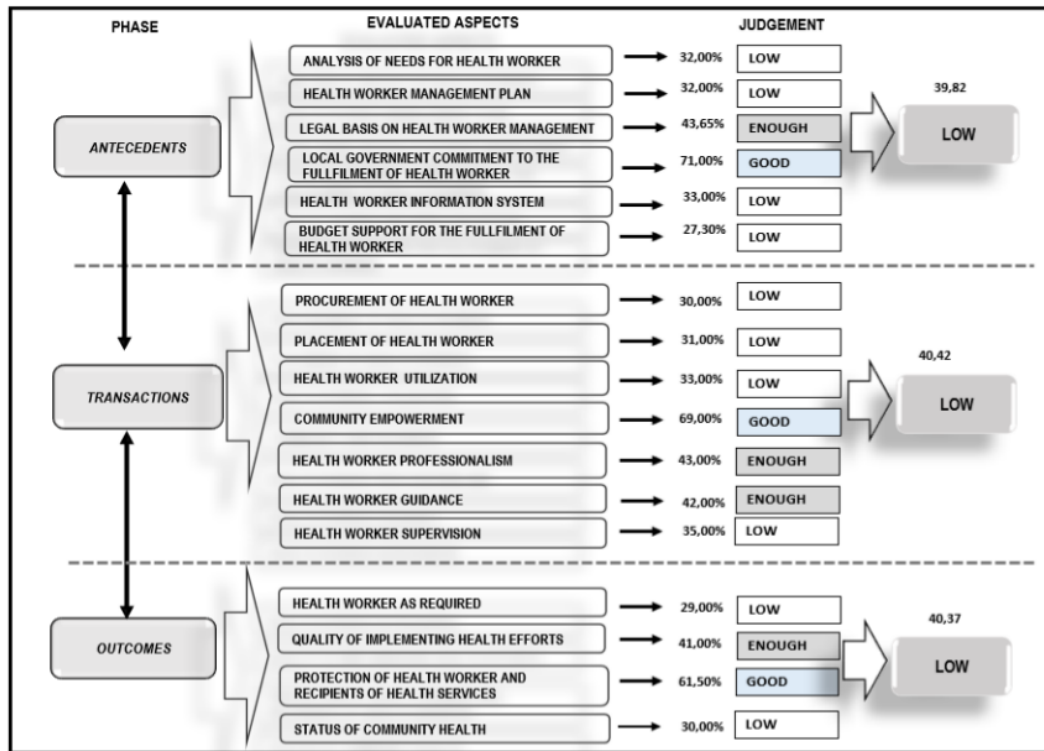 PHASE
EVALUATED ASPECTS
JUDGEMENT
ANTECEDENTS
ANALYSIS OF NEEDS FOR HEALTH WORKER
32,00%
LOW
HEALTH WORKER MANAGEMENT PLAN
32,00%
LOW
LEGAL BASIS ON HEALTH WORKER MANAGEMENT
43,65%
ENOUGH
LOCAL GOVERNMENT COMMITMENT TO THE
FULLFILMENT OF HEALTH WORKER
71,00%
GOOD
HEALTH WORKER INFORMATION SYSTEM
33,00%
LOW
BUDGET SUPPORT FOR THE FULLFILMENT OF
HEALTH WORKER
27,30%
LOW
39,82
LOW
TRANSACTIONS
PROCUREMENT OF HEALTH WORKER
30,00%
LOW
PLACEMENT OF HEALTH WORKER
31,00%
LOW
HEALTH WORKER UTILIZATION
33,00%
LOW
COMMUNITY EMPOWERMENT
69,00%
GOOD
HEALTH WORKER PROFESSIONALISM
43,00%
ENOUGH
HEALTH WORKER GUIDANCE
42,00%
ENOUGH
HEALTH WORKER SUPERVISION
35,00%
LOW
40,42
LOW
OUTCOMES
HEALTH WORKER AS REQUIRED
29,00%
LOW
QUALITY OF IMPLEMENTING HEALTH EFFORTS
41,00%
ENOUGH
PROTECTION OF HEALTH WORKER AND
RECIPIENTS OF HEALTH SERVICES
61,50%
GOOD
STATUS OF COMMUNITY HEALTH
30,00%
LOW
40,37
LOW